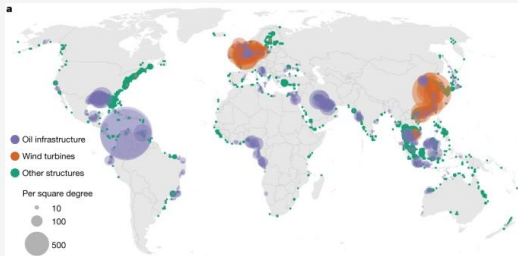 a
Oil infrastructure
Wind turbines
Other structures
Per square degree
10
100
500